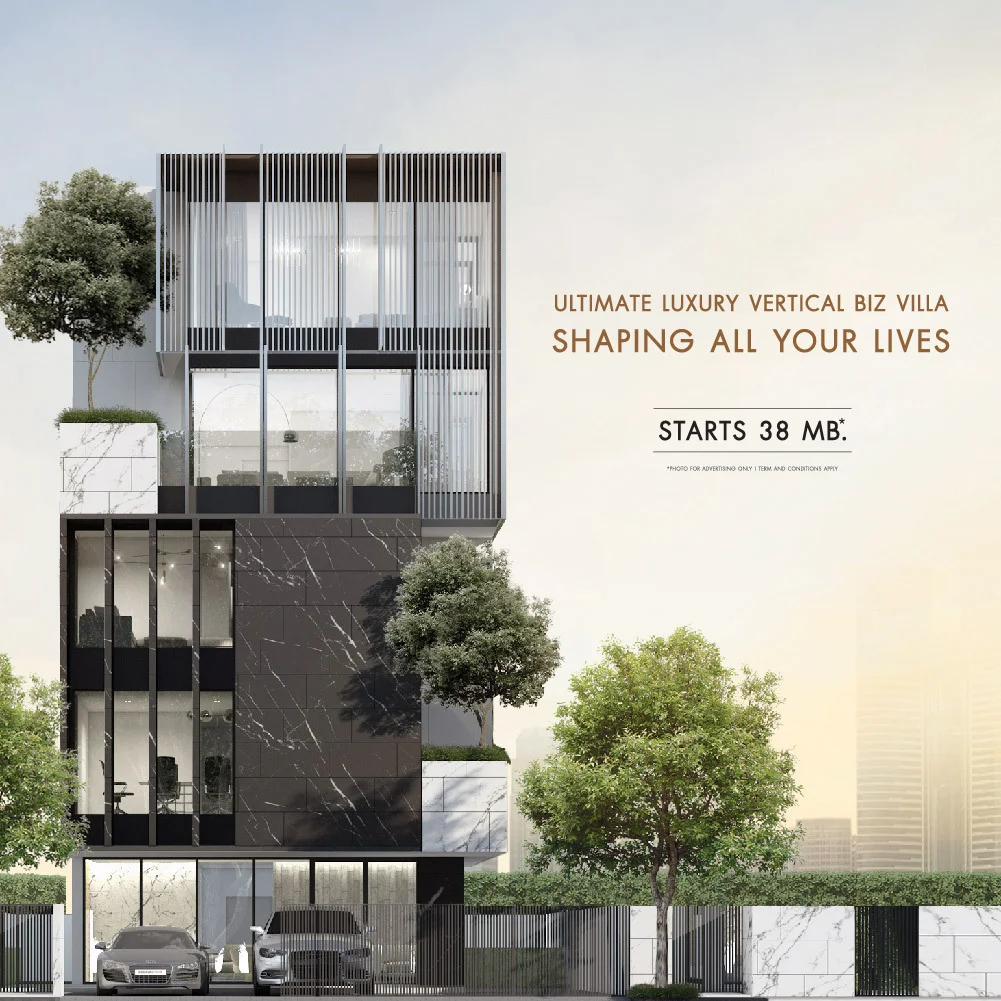 ULTIMATE LUXURY VERTICAL BIZ VILLA
SHAPING ALL YOUR LIVES
STARTS 38 MB.*
*PHOTO FOR ADVERTISING ONLY | TERM AND CONDITIONS APPLY